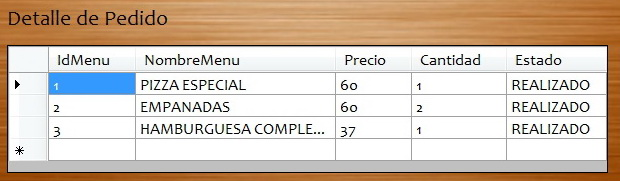 Detalle de Pedido
IdMenu NombreMenu Precio Cantidad Estado
1 PIZZA ESPECIAL 60 1 REALIZADO
2 EMPANADAS 60 2 REALIZADO
3 HAMBURGUESA COMPLE... 37 1 REALIZADO
*